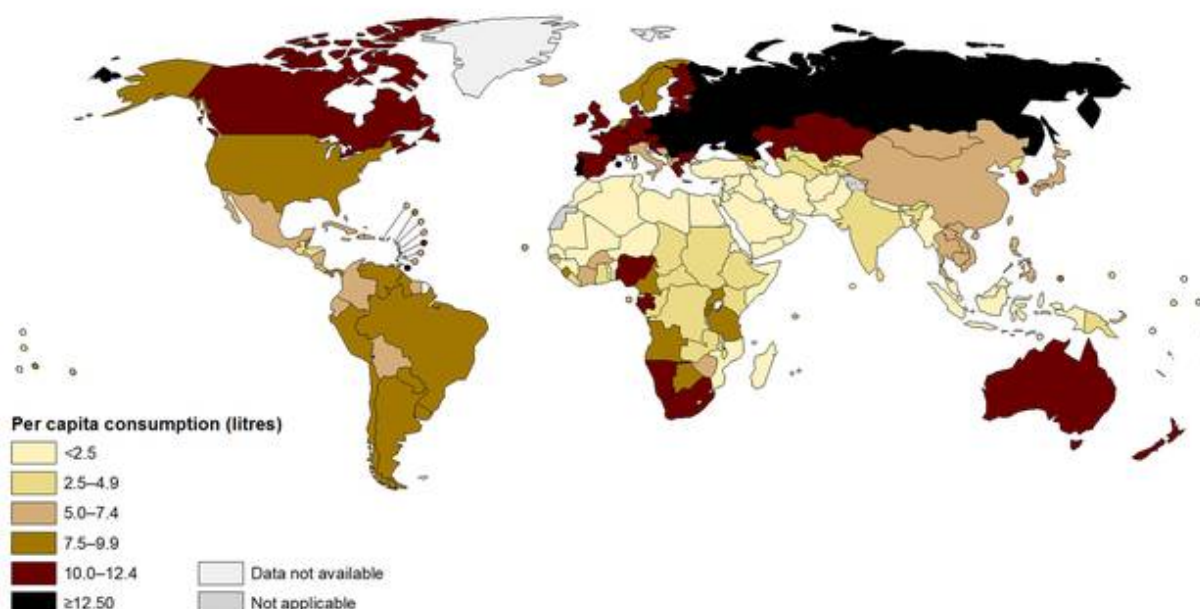 Per capita consumption (litres)
<2.5
2.5–4.9
5.0–7.4
7.5–9.9
10.0–12.4
≥12.50
Data not available
Not applicable